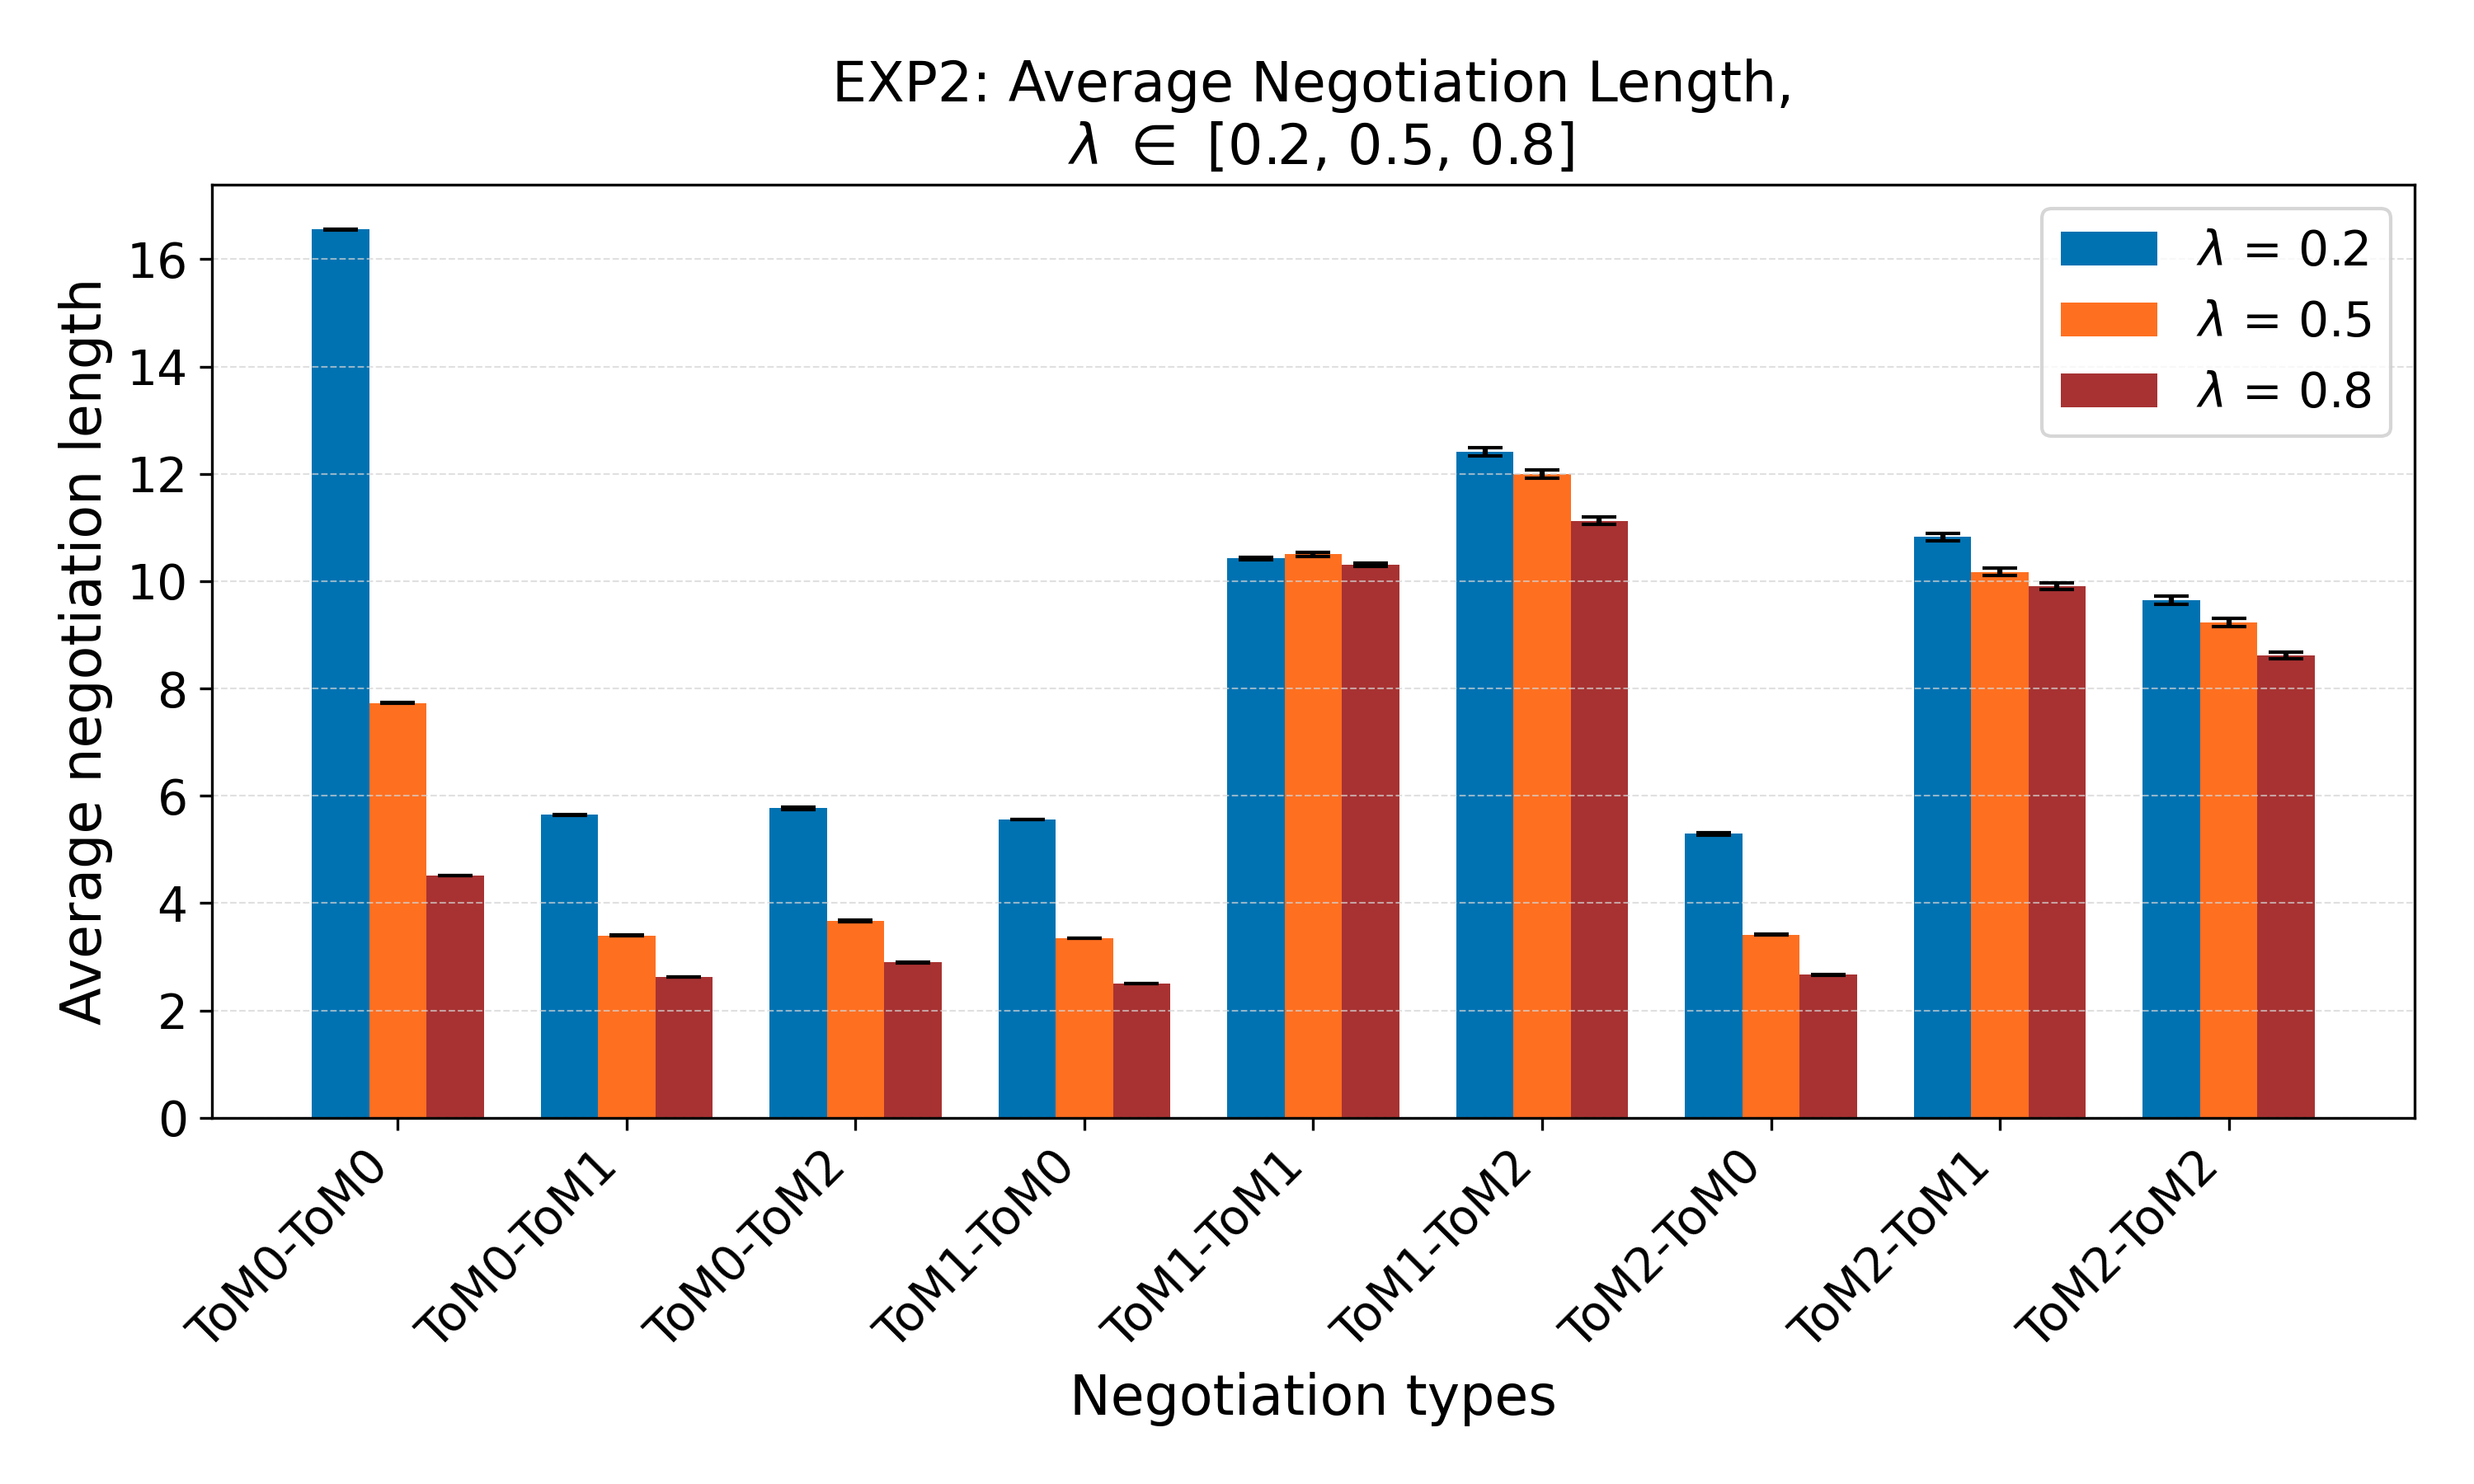 EXP2: Average Negotiation Length,
λ ∈ [0.2, 0.5, 0.8]
λ = 0.2
λ = 0.5
λ = 0.8
Average negotiation length
16
14
12
10
8
6
4
2
0
ToM0-ToM0
ToM0-ToM1
ToM0-ToM2
ToM1-ToM0
ToM1-ToM1
ToM1-ToM2
ToM2-ToM0
ToM2-ToM1
ToM2-ToM2
Negotiation types